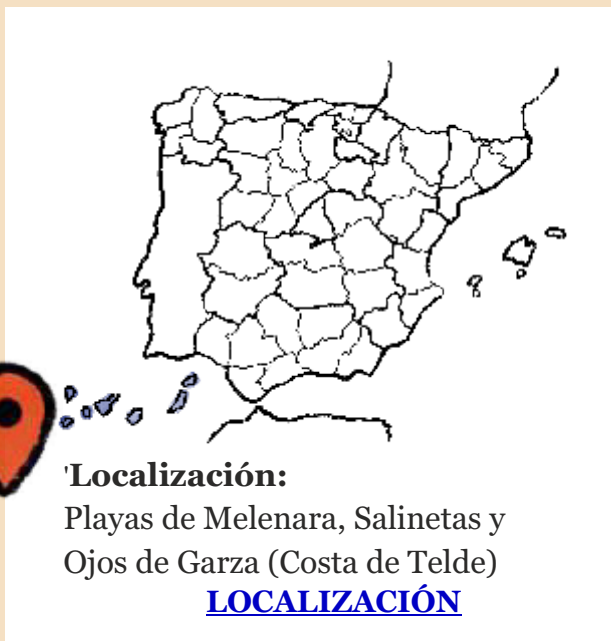 'Localización:
Playas de Melenara, Salinetas y
Ojos de Garza (Costa de Telde)
LOCALIZACIÓN